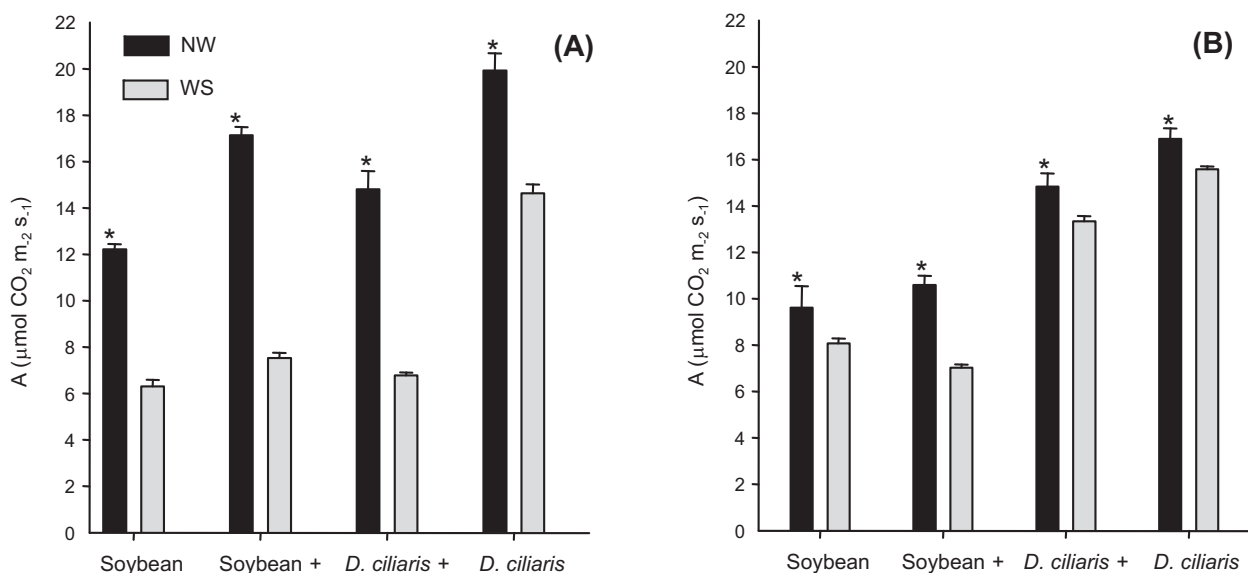 22
20
18
16
14
12
10
8
6
4
2
0
A (μmol CO2 m-2 s-1)
NW
WS
(A)
*
*
*
*
Soybean
Soybean +
D. ciliaris +
D. ciliaris
22
20
18
16
14
12
10
8
6
4
2
0
A (μmol CO2 m-2 s-1)
(B)
*
*
*
*
Soybean
Soybean +
D. ciliaris +
D. ciliaris